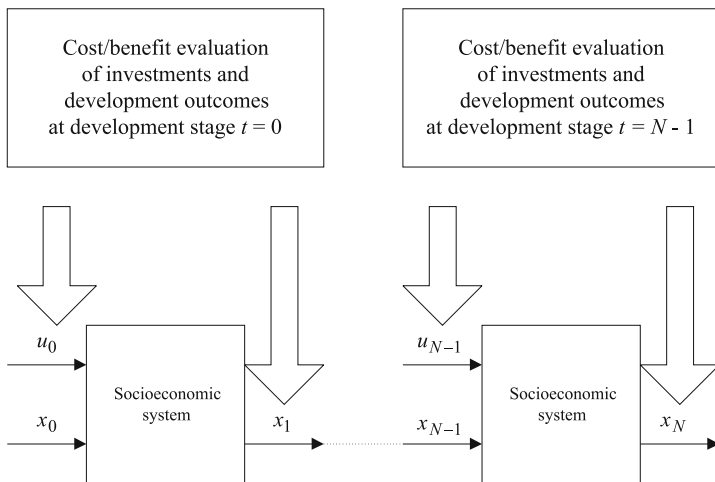 Cost/benefit evaluation
of investments and
development outcomes
at development stage t = 0
Cost/benefit evaluation
of investments and
development outcomes
at development stage t = N - 1
u0
x0
Socioeconomic
system
x1
uN–1
xN–1
Socioeconomic
system
xN